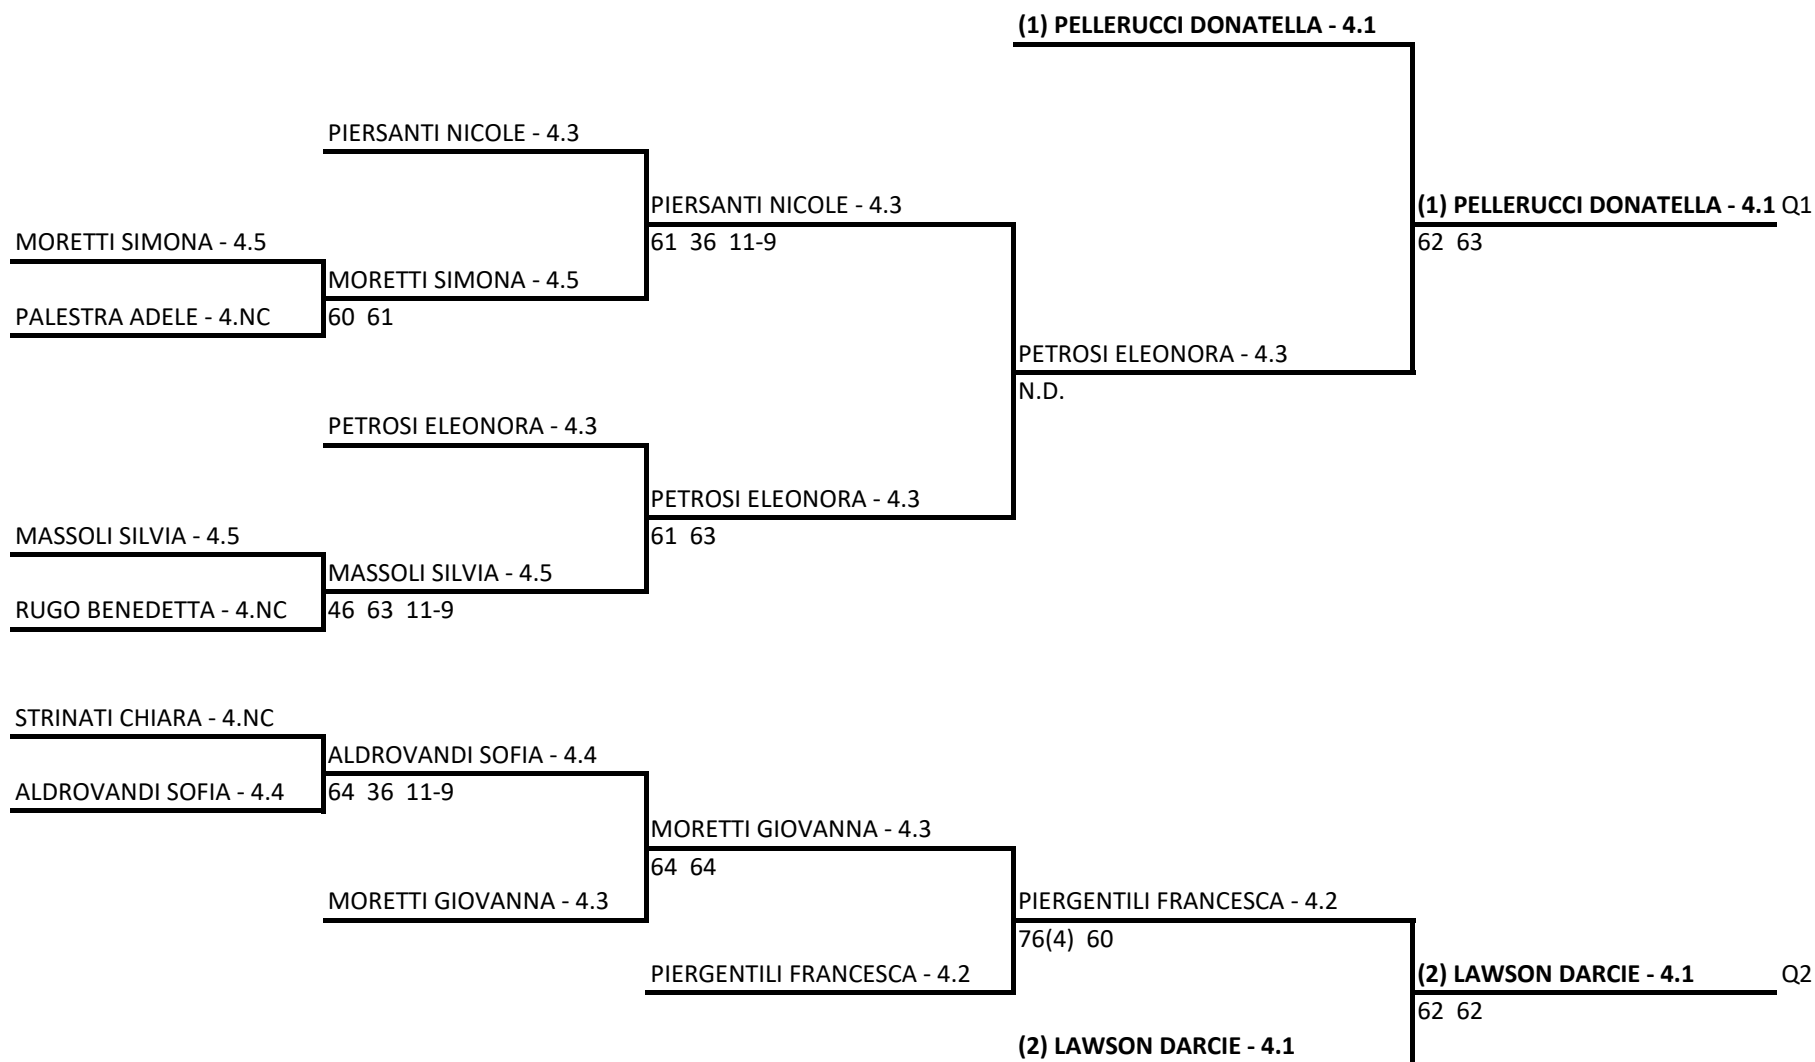 (1) PELLERUCCI DONATELLA - 4.1
PIERSANTI NICOLE - 4.3
PIERSANTI NICOLE - 4.3
(1) PELLERUCCI DONATELLA - 4.1 Q1
MORETTI SIMONA - 4.5
61 36 11-9
62 63
MORETTI SIMONA - 4.5
PALESTRA ADELE - 4.NC
60 61
PETROSI ELEONORA - 4.3
N.D.
PETROSI ELEONORA - 4.3
PETROSI ELEONORA - 4.3
MASSOLI SILVIA - 4.5
61 63
MASSOLI SILVIA - 4.5
RUGO BENEDETTA - 4.NC
46 63 11-9
STRINATI CHIARA - 4.NC
ALDROVANDI SOFIA - 4.4
ALDROVANDI SOFIA - 4.4
64 36 11-9
MORETTI GIOVANNA - 4.3
64 64
MORETTI GIOVANNA - 4.3
PIERGENTILI FRANCESCA - 4.2
76(4) 60
PIERGENTILI FRANCESCA - 4.2
(2) LAWSON DARCIE - 4.1 Q2
62 62
(2) LAWSON DARCIE - 4.1